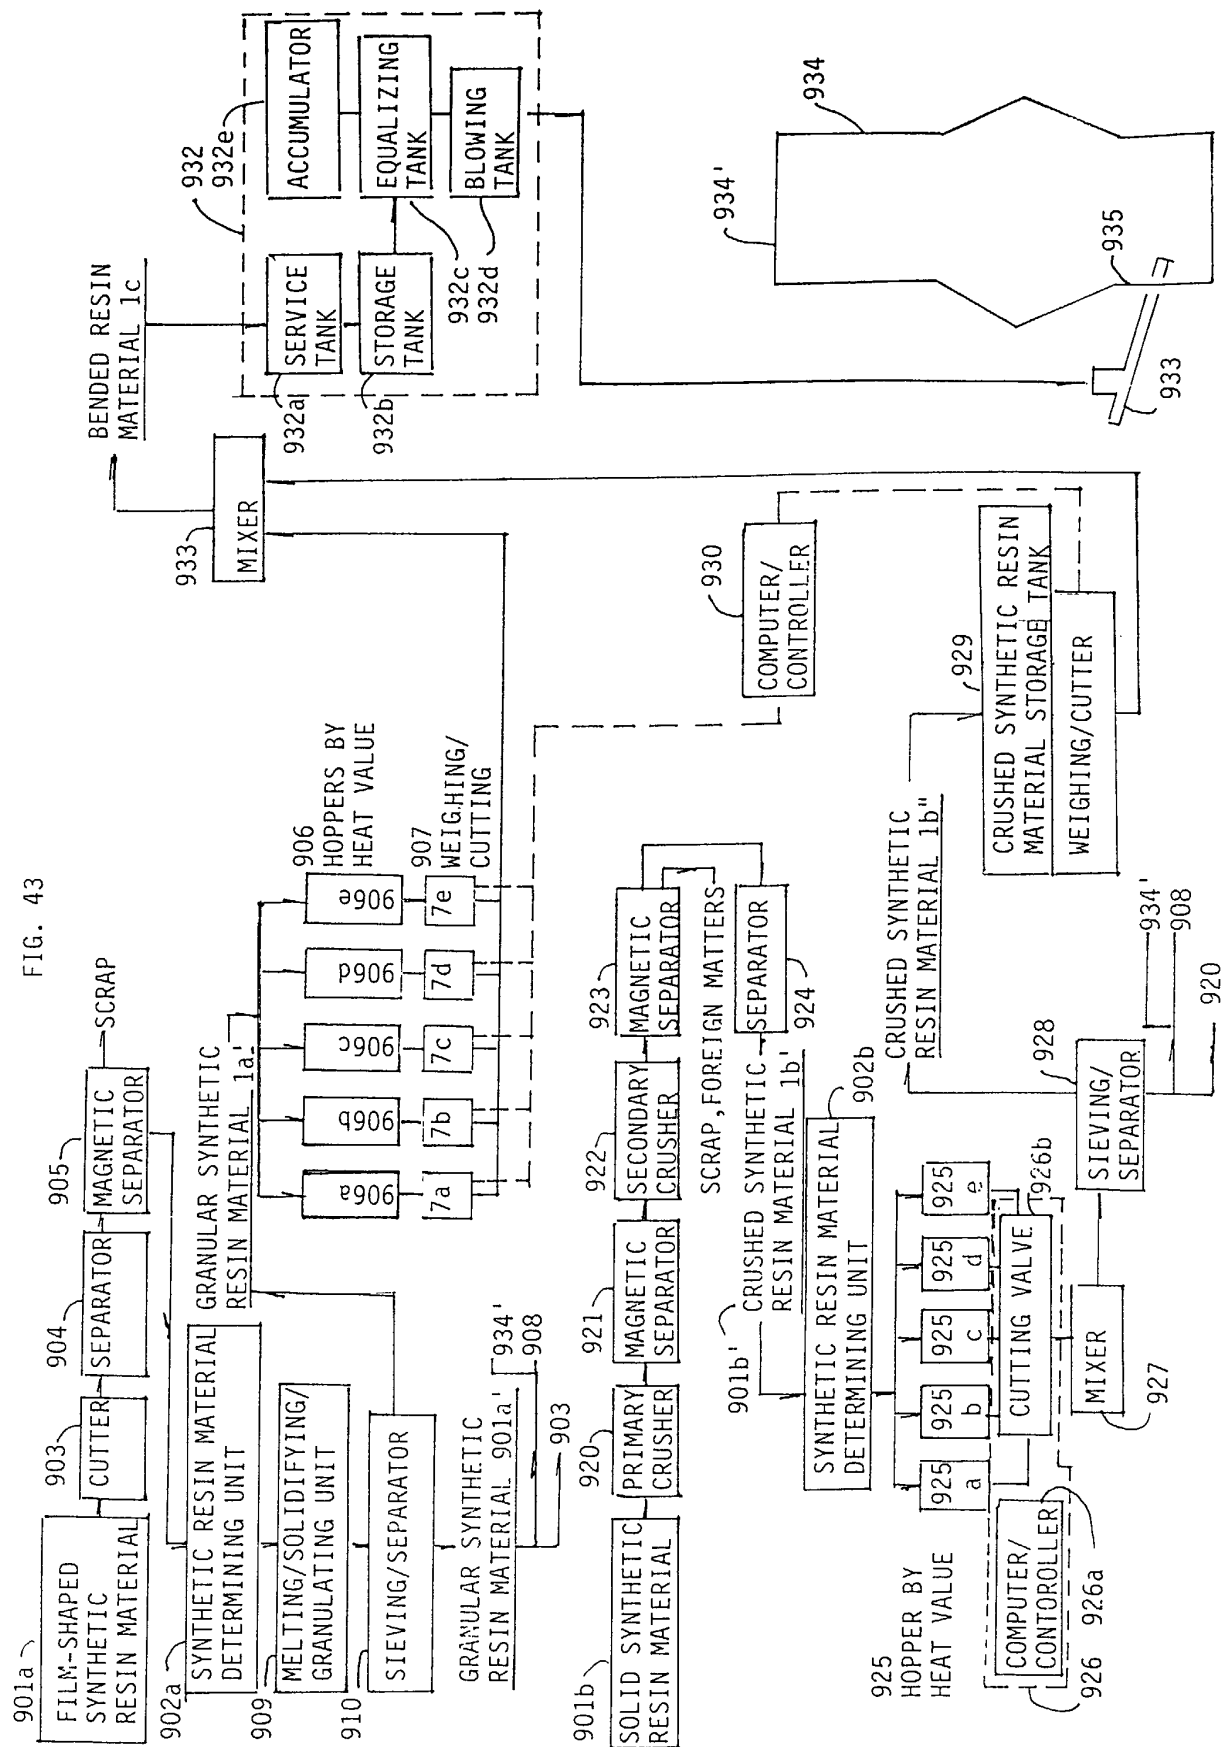 FIG. 43
901a
FILM-SHAPED
SYNTHETIC
RESIN MATERIAL
903
CUTTER
904
SEPARATOR
905
MAGNETIC
SEPARATOR
SCRAP
902a
SYNTHETIC RESIN MATERIAL
DETERMINING UNIT
909
MELTING/SOLIDIFYING/
GRANULATING UNIT
910
SIEVING/SEPARATOR
GRANULAR SYNTHETIC
RESIN MATERIAL 901a'
934'
908
903
GRANULAR SYNTHETIC
RESIN MATERIAL 1a'
906a
906b
906c
906d
906e
906
HOPPERS BY
HEAT VALUE
7a
7b
7c
7d
7e
907
WEIGHING/
CUTTING
933
MIXER
BENDED RESIN
MATERIAL 1c
932
932e
ACCUMULATOR
SERVICE
TANK
932a
STORAGE
TANK
932b
EQUALIZING
TANK
932c
BLOWING
TANK
932d
901b
SOLID SYNTHETIC
RESIN MATERIAL
920
PRIMARY
CRUSHER
921
MAGNETIC
SEPARATOR
922
SECONDARY
CRUSHER
923
MAGNETIC
SEPARATOR
SCRAP,FOREIGN MATTERS
SEPARATOR
924
901b'
CRUSHED SYNTHETIC
RESIN MATERIAL 1b'
SYNTHETIC RESIN MATERIAL
DETERMINING UNIT
902b
925
HOPPER BY
HEAT VALUE
925
a
925
b
925
c
925
d
925
e
COMPUTER/
CONTOROLLER
926
926a
CUTTING VALVE
926b
MIXER
927
SIEVING/
SEPARATOR
928
934'
908
920
CRUSHED SYNTHETIC
RESIN MATERIAL 1b"
929
CRUSHED SYNTHETIC RESIN
MATERIAL STORAGE TANK
WEIGHING/CUTTER
930
COMPUTER/
CONTROLLER
934'
934
935
933